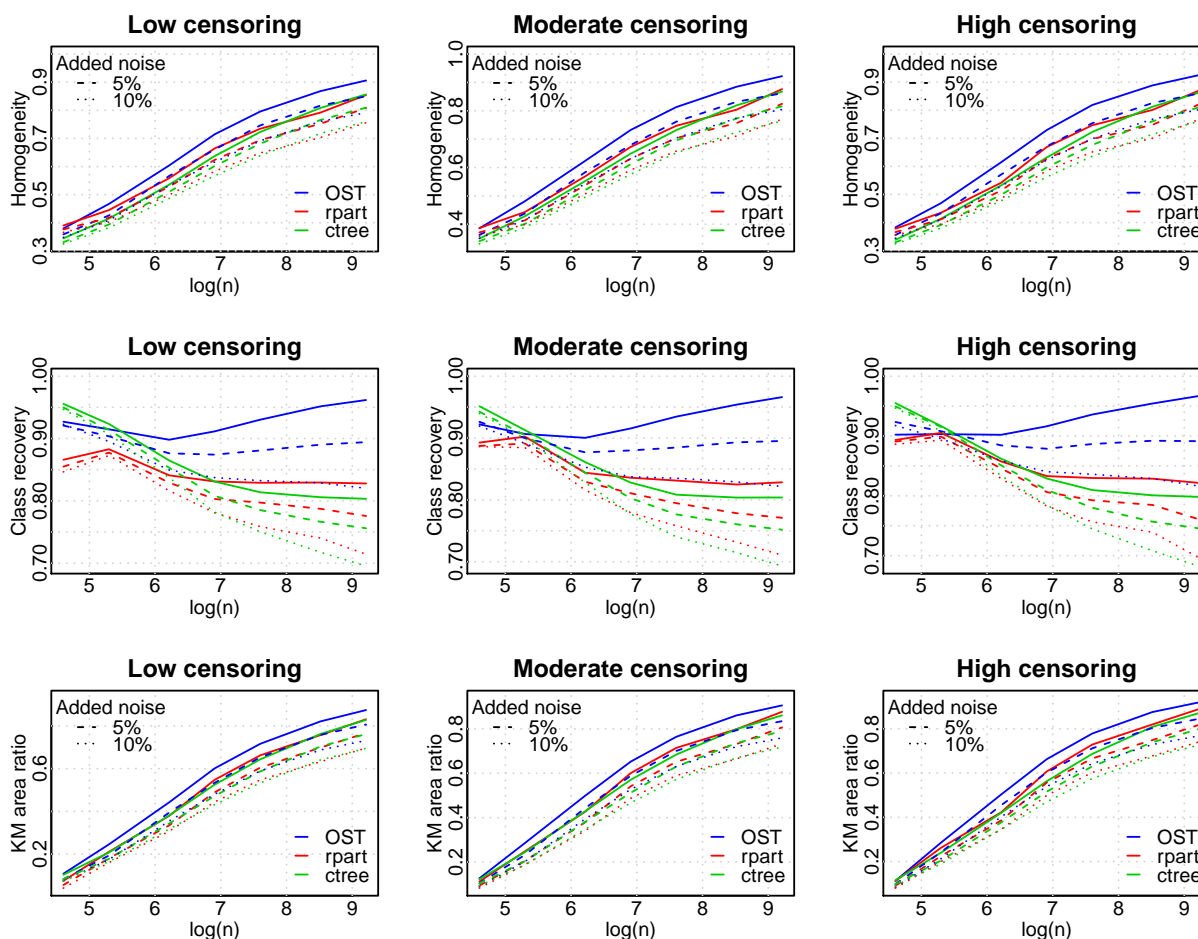 Low censoring
Moderate censoring
High censoring
Homogeneity
0.3 0.5 0.7 0.9
Added noise
5%
10%
OST
rpart
ctree
5 6 7 8 9
log(n)
Homogeneity
0.4 0.6 0.8 1.0
Added noise
5%
10%
OST
rpart
ctree
5 6 7 8 9
log(n)
Homogeneity
0.3 0.5 0.7 0.9
Added noise
5%
10%
OST
rpart
ctree
5 6 7 8 9
log(n)
Low censoring
Moderate censoring
High censoring
Class recovery
0.70 0.80 0.90 1.00
5 6 7 8 9
log(n)
Class recovery
0.70 0.80 0.90 1.00
5 6 7 8 9
log(n)
Class recovery
0.70 0.80 0.90 1.00
5 6 7 8 9
log(n)
Low censoring
Moderate censoring
High censoring
KM area ratio
0.2 0.6
Added noise
5%
10%
OST
rpart
ctree
5 6 7 8 9
log(n)
KM area ratio
0.2 0.4 0.6 0.8
Added noise
5%
10%
OST
rpart
ctree
5 6 7 8 9
log(n)
KM area ratio
0.2 0.4 0.6 0.8
Added noise
5%
10%
OST
rpart
ctree
5 6 7 8 9
log(n)